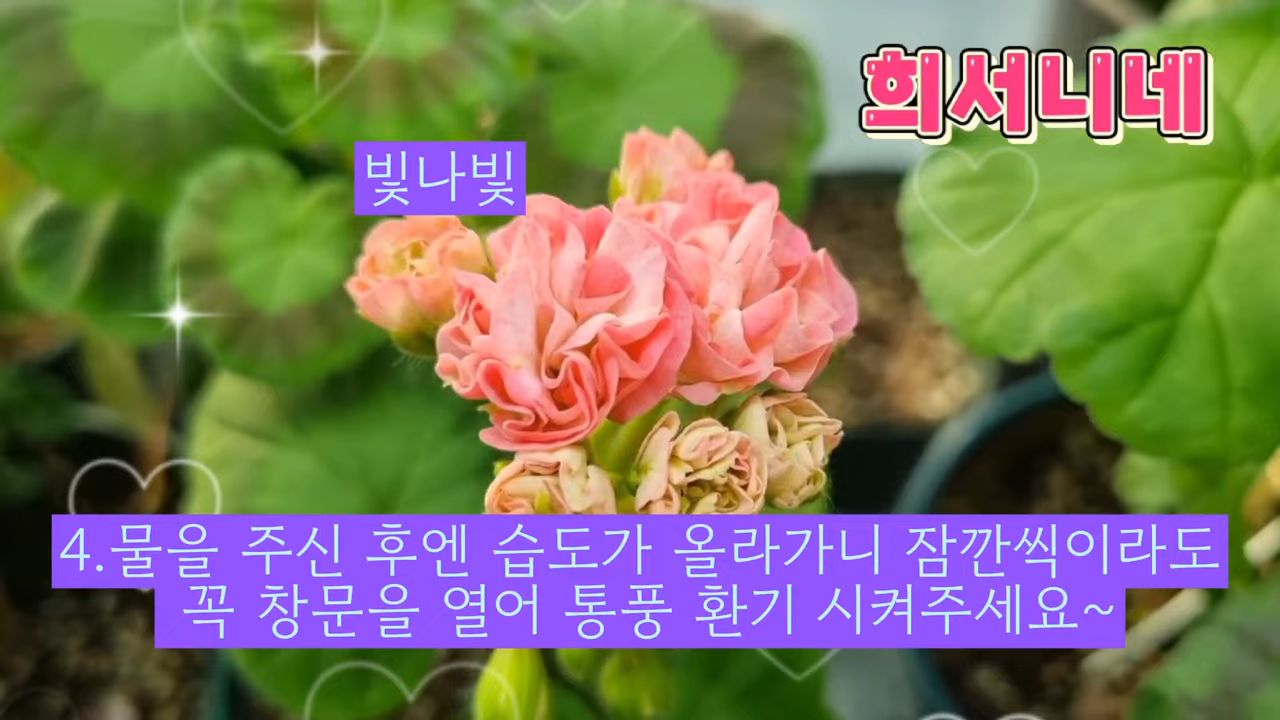 희서니네
빛나빛
4.물을 주신 후엔 습도가 올라가니 잠깐씩이라도
꼭 창문을 열어 통풍 환기 시켜주세요~